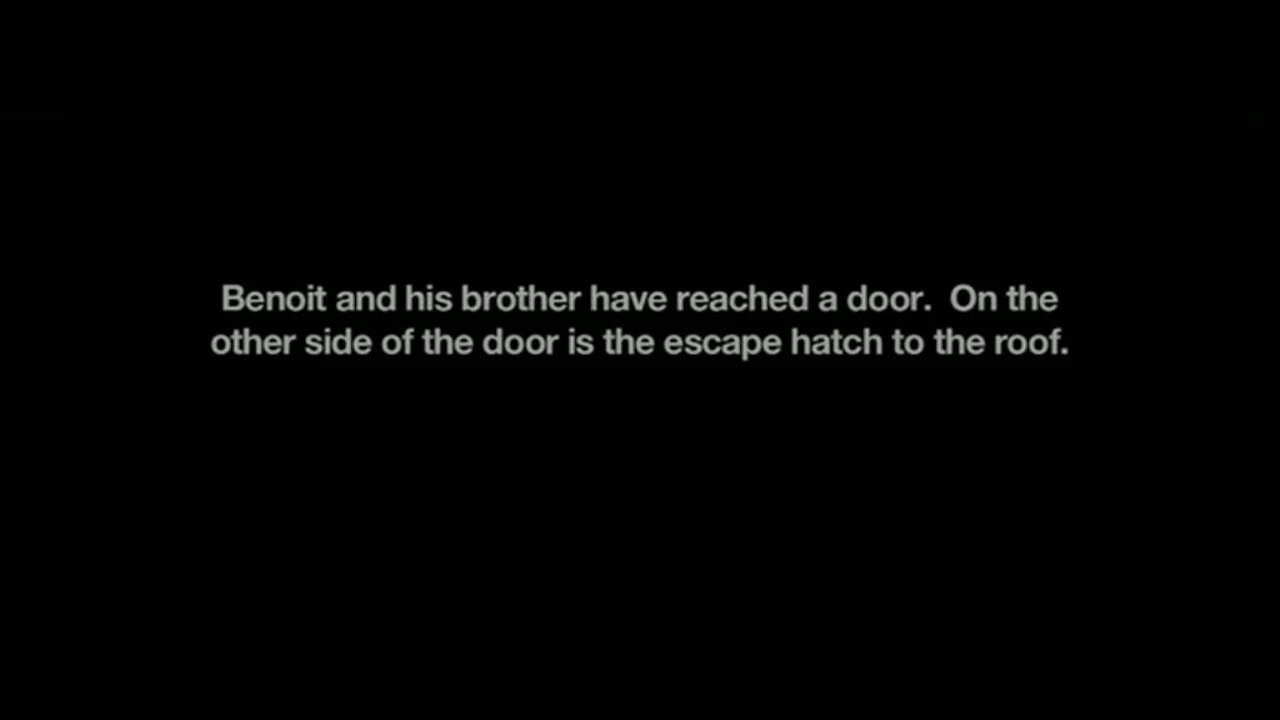 Benoit and his brother have reached a door.  On the
other side of the door is the escape hatch to the roof.